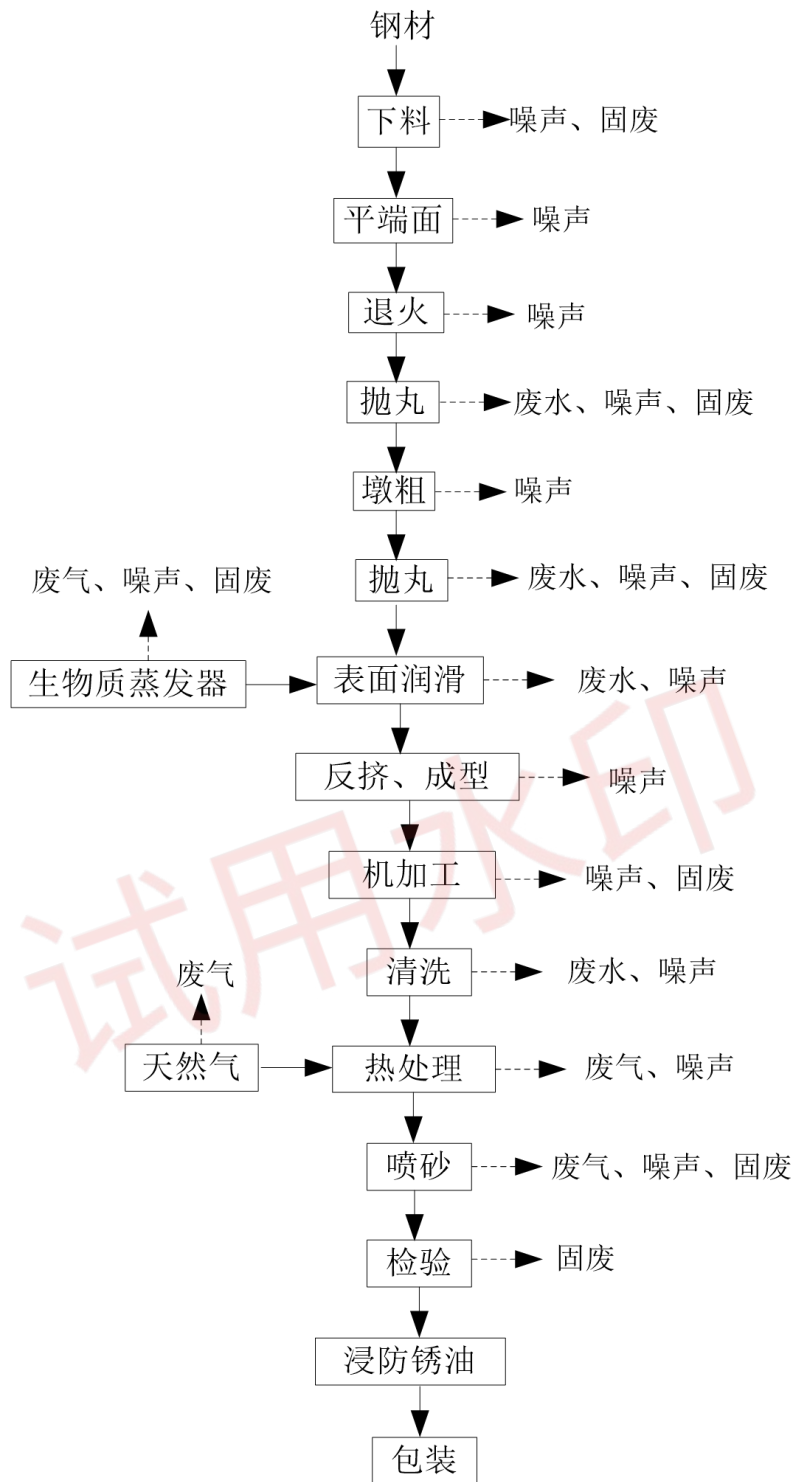 钢材
下料
噪声、固废
平端面
噪声
退火
噪声
抛丸
废水、噪声、固废
墩粗
噪声
抛丸
废水、噪声、固废
废气、噪声、固废
生物质蒸发器
表面润滑
废水、噪声
反挤、成型
噪声
机加工
噪声、固废
清洗
废水、噪声
废气
天然气
热处理
废气、噪声
喷砂
废气、噪声、固废
检验
固废
浸防锈油
包装
试用水印